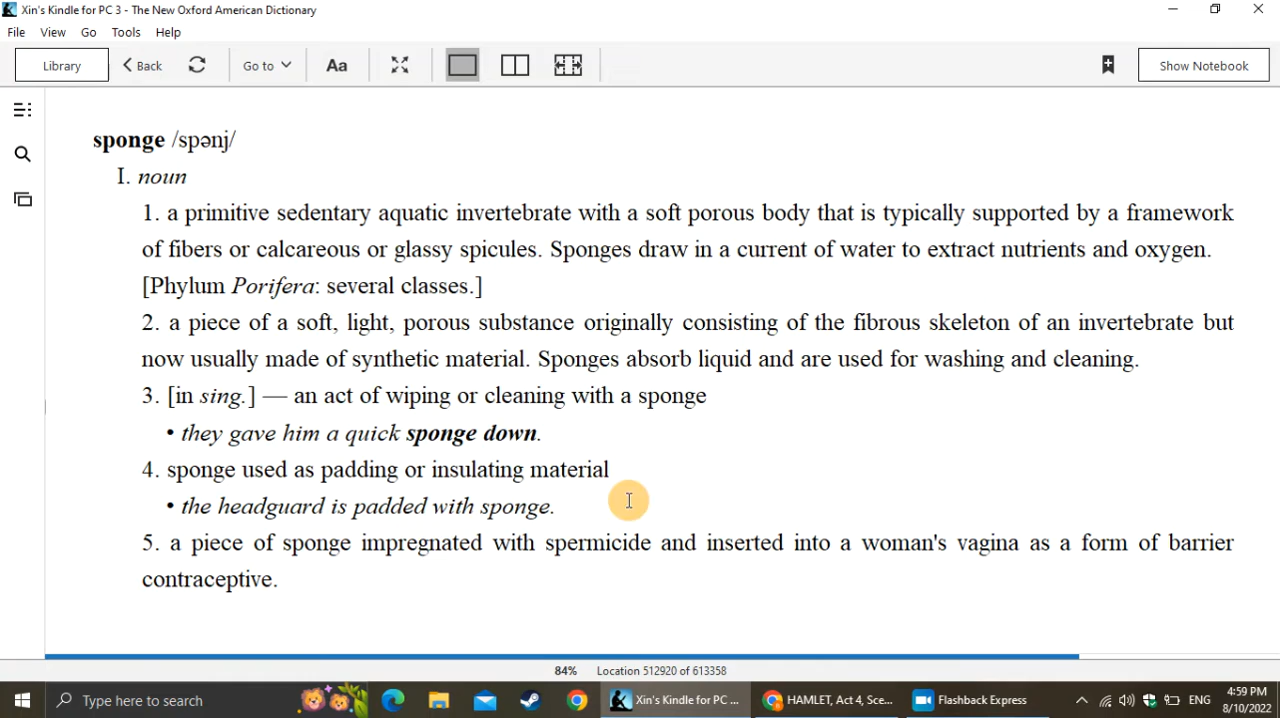 Xin's Kindle for PC 3 - The New Oxford American Dictionary
File View Go Tools Help
Library Back Go to Aa Show Notebook
sponge /spənj/
I. noun
1. a primitive sedentary aquatic invertebrate with a soft porous body that is typically supported by a framework
of fibers or calcareous or glassy spicules. Sponges draw in a current of water to extract nutrients and oxygen.
[Phylum Porifera: several classes.]
2. a piece of a soft, light, porous substance originally consisting of the fibrous skeleton of an invertebrate but
now usually made of synthetic material. Sponges absorb liquid and are used for washing and cleaning.
3. [in sing.] — an act of wiping or cleaning with a sponge
• they gave him a quick sponge down.
4. sponge used as padding or insulating material
• the headguard is padded with sponge.
5. a piece of sponge impregnated with spermicide and inserted into a woman's vagina as a form of barrier
contraceptive.
84% Location 512920 of 613358
Type here to search Xin's Kindle for PC ... HAMLET, Act 4, Sce... Flashback Express ENG 4:59 PM
8/10/2022